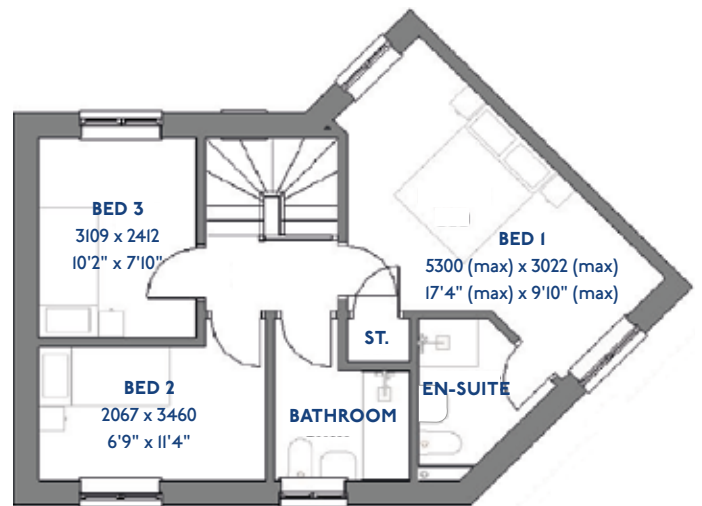 BED 3
3109 x 2412
10'2" x 7'10"
BED 1
5300 (max) x 3022 (max)
17'4" (max) x 9'10" (max)
ST.
BED 2
2067 x 3460
6'9" x 11'4"
BATHROOM
EN-SUITE